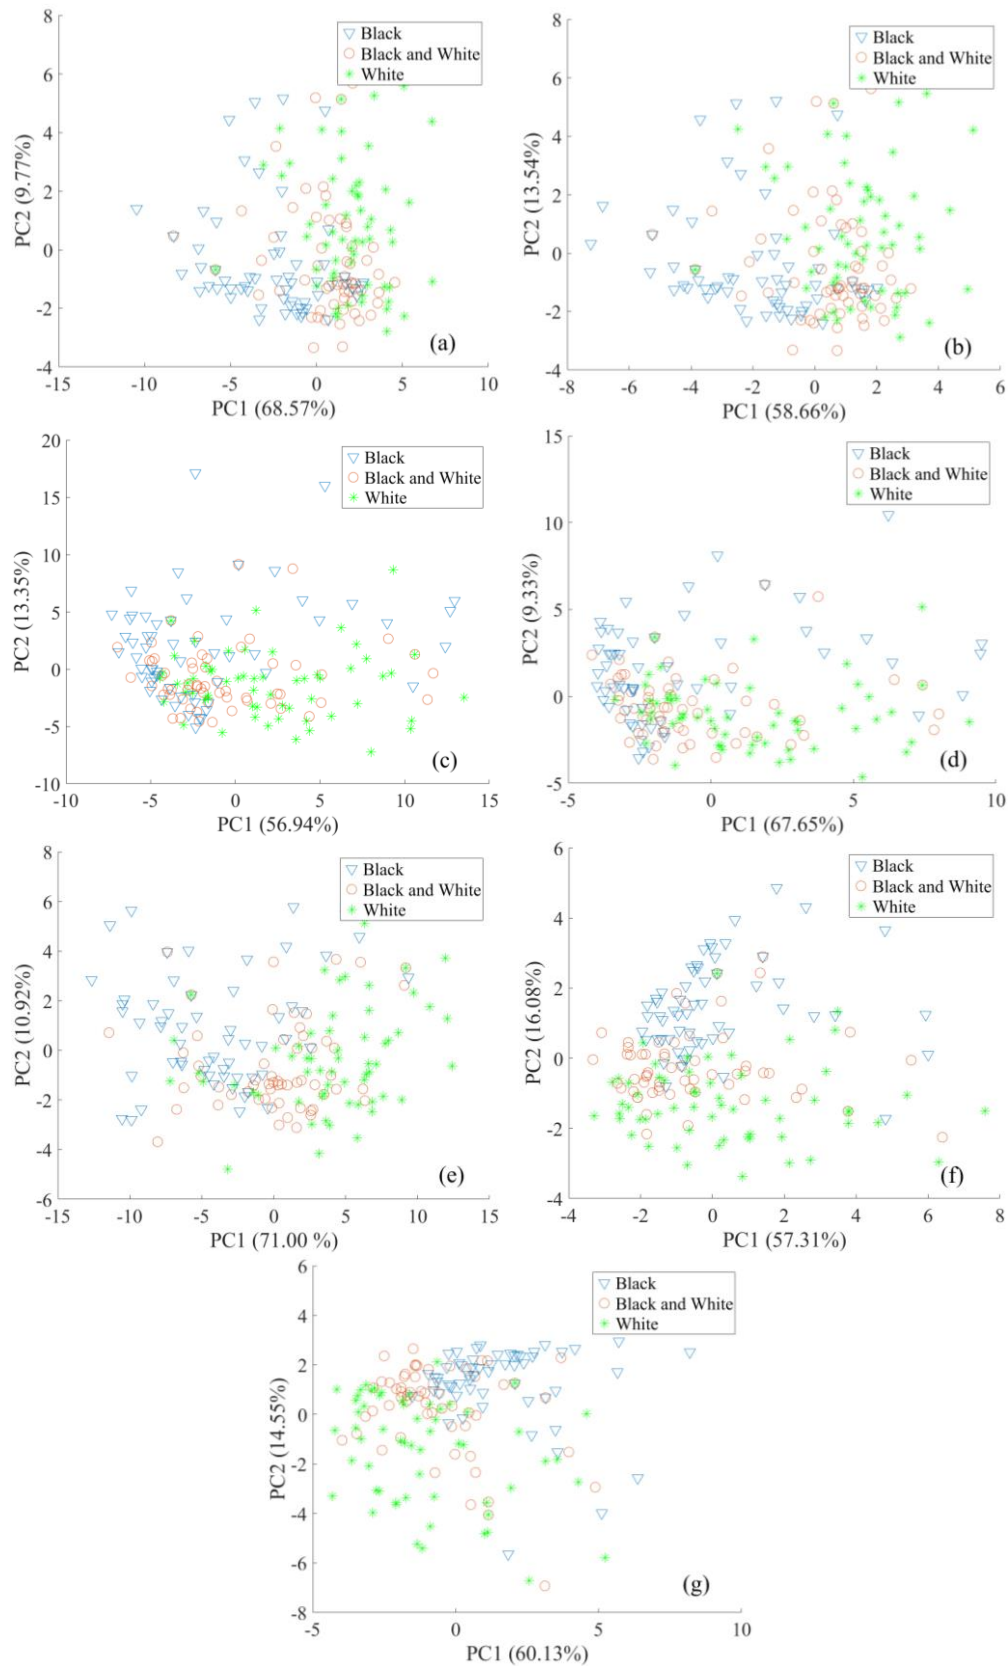 8
6
4
2
0
-2
-4
-15
-10
-5
0
5
10
PC2 (9.77%)
PC1 (68.57%)
Black
Black and White
White
(a)
8
6
4
2
0
-2
-4
-8
-6
-4
-2
0
2
4
6
PC2 (13.54%)
PC1 (58.66%)
Black
Black and White
White
(b)
20
15
10
5
0
-5
-10
-10
-5
0
5
10
15
PC2 (13.35%)
PC1 (56.94%)
Black
Black and White
White
(c)
15
10
5
0
-5
-5
0
5
10
PC2 (9.33%)
PC1 (67.65%)
Black
Black and White
White
(d)
8
6
4
2
0
-2
-4
-6
-15
-10
-5
0
5
10
15
PC2 (10.92%)
PC1 (71.00 %)
Black
Black and White
White
(e)
6
4
2
0
-2
-4
-4
-2
0
2
4
6
8
PC2 (16.08%)
PC1 (57.31%)
Black
Black and White
White
(f)
6
4
2
0
-2
-4
-6
-8
-5
0
5
10
PC2 (14.55%)
PC1 (60.13%)
Black
Black and White
White
(g)